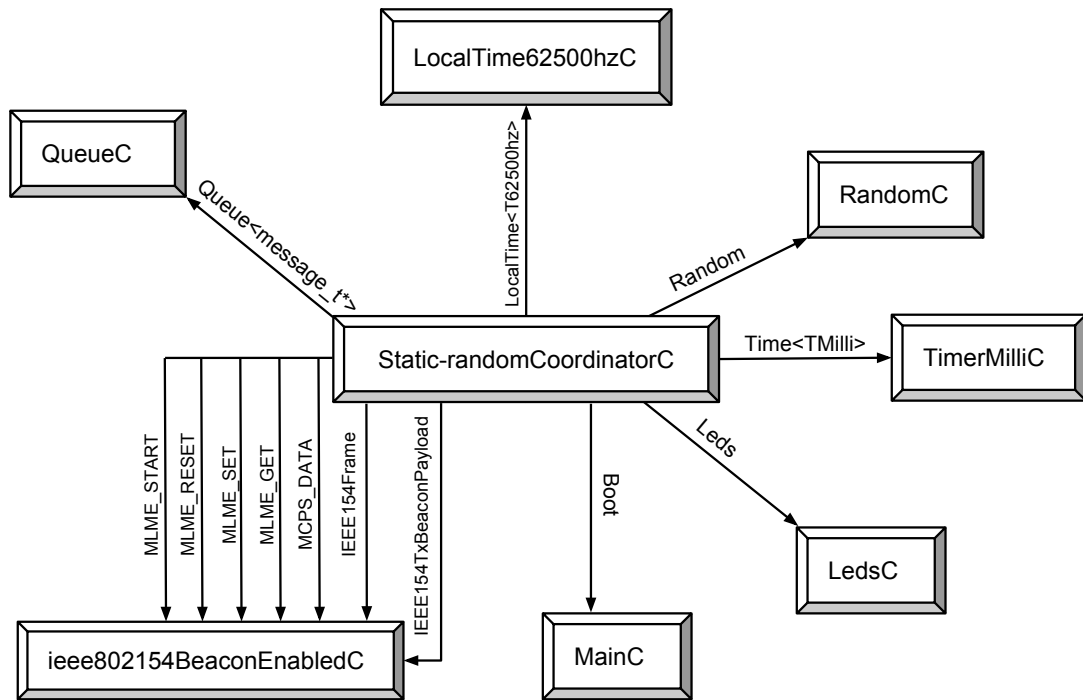 LocalTime62500hzC
QueueC
LocalTime<T62500hz>
RandomC
Queue<message_t*>
Random
Static-randomCoordinatorC
Time<TMilli>
TimerMilliC
MLME_START
MLME_RESET
MLME_SET
MLME_GET
MCPS_DATA
IEEE154Frame
IEEE154TxBeaconPayload
Boot
Leds
LedsC
ieee802154BeaconEnabledC
MainC